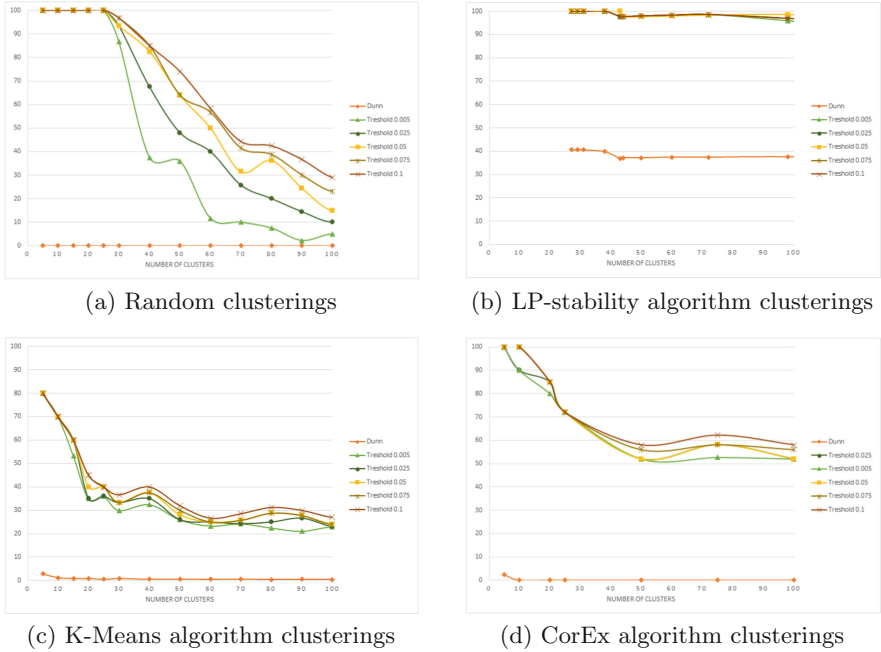 100
90
80
70
60
50
40
30
20
10
0
0 10 20 30 40 50 60 70 80 90 100
NUMBER OF CLUSTERS
Dunn
Treshold 0.005
Treshold 0.025
Treshold 0.05
Treshold 0.075
Treshold 0.1
(a) Random clusterings
100
90
80
70
60
50
40
30
20
10
0
0 10 20 30 40 50 60 70 80 90 100
NUMBER OF CLUSTERS
Dunn
Treshold 0.005
Treshold 0.025
Treshold 0.05
Treshold 0.075
Treshold 0.1
(b) LP-stability algorithm clusterings
100
90
80
70
60
50
40
30
20
10
0
0 10 20 30 40 50 60 70 80 90 100
NUMBER OF CLUSTERS
Dunn
Treshold 0.005
Treshold 0.025
Treshold 0.05
Treshold 0.075
Treshold 0.1
(c) K-Means algorithm clusterings
100
90
80
70
60
50
40
30
20
10
0
0 10 20 30 40 50 60 70 80 90 100
NUMBER OF CLUSTERS
Dunn
Treshold 0.025
Treshold 0.005
Treshold 0.05
Treshold 0.075
Treshold 0.1
(d) CorEx algorithm clusterings